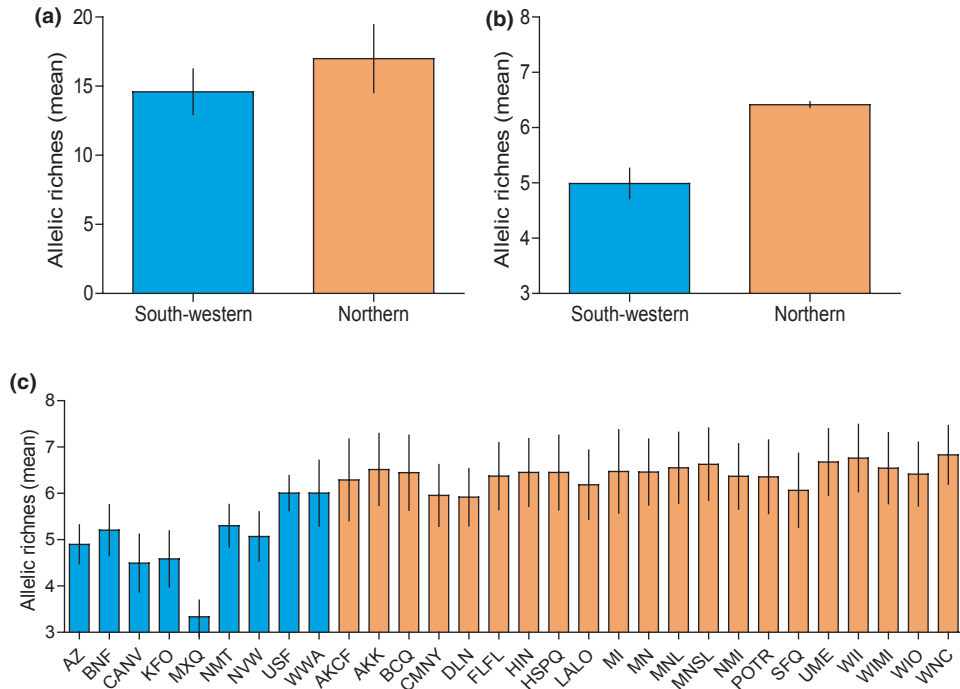 (a)
Allelic richnes (mean)
20
15
10
5
0
South-western
Northern
(b)
Allelic richnes (mean)
8
7
6
5
4
3
South-western
Northern
(c)
Allelic richnes (mean)
8
7
6
5
4
3
AZ
BNF
CANV
KFO
MXQ
NMT
NVW
USF
WWA
AKCF
AKK
BCQ
CMNY
DLN
FLFL
HIN
HSPQ
LALO
MI
MN
MNL
MNSL
NMI
POTR
SFQ
UME
WII
WIMI
WIO
WNC